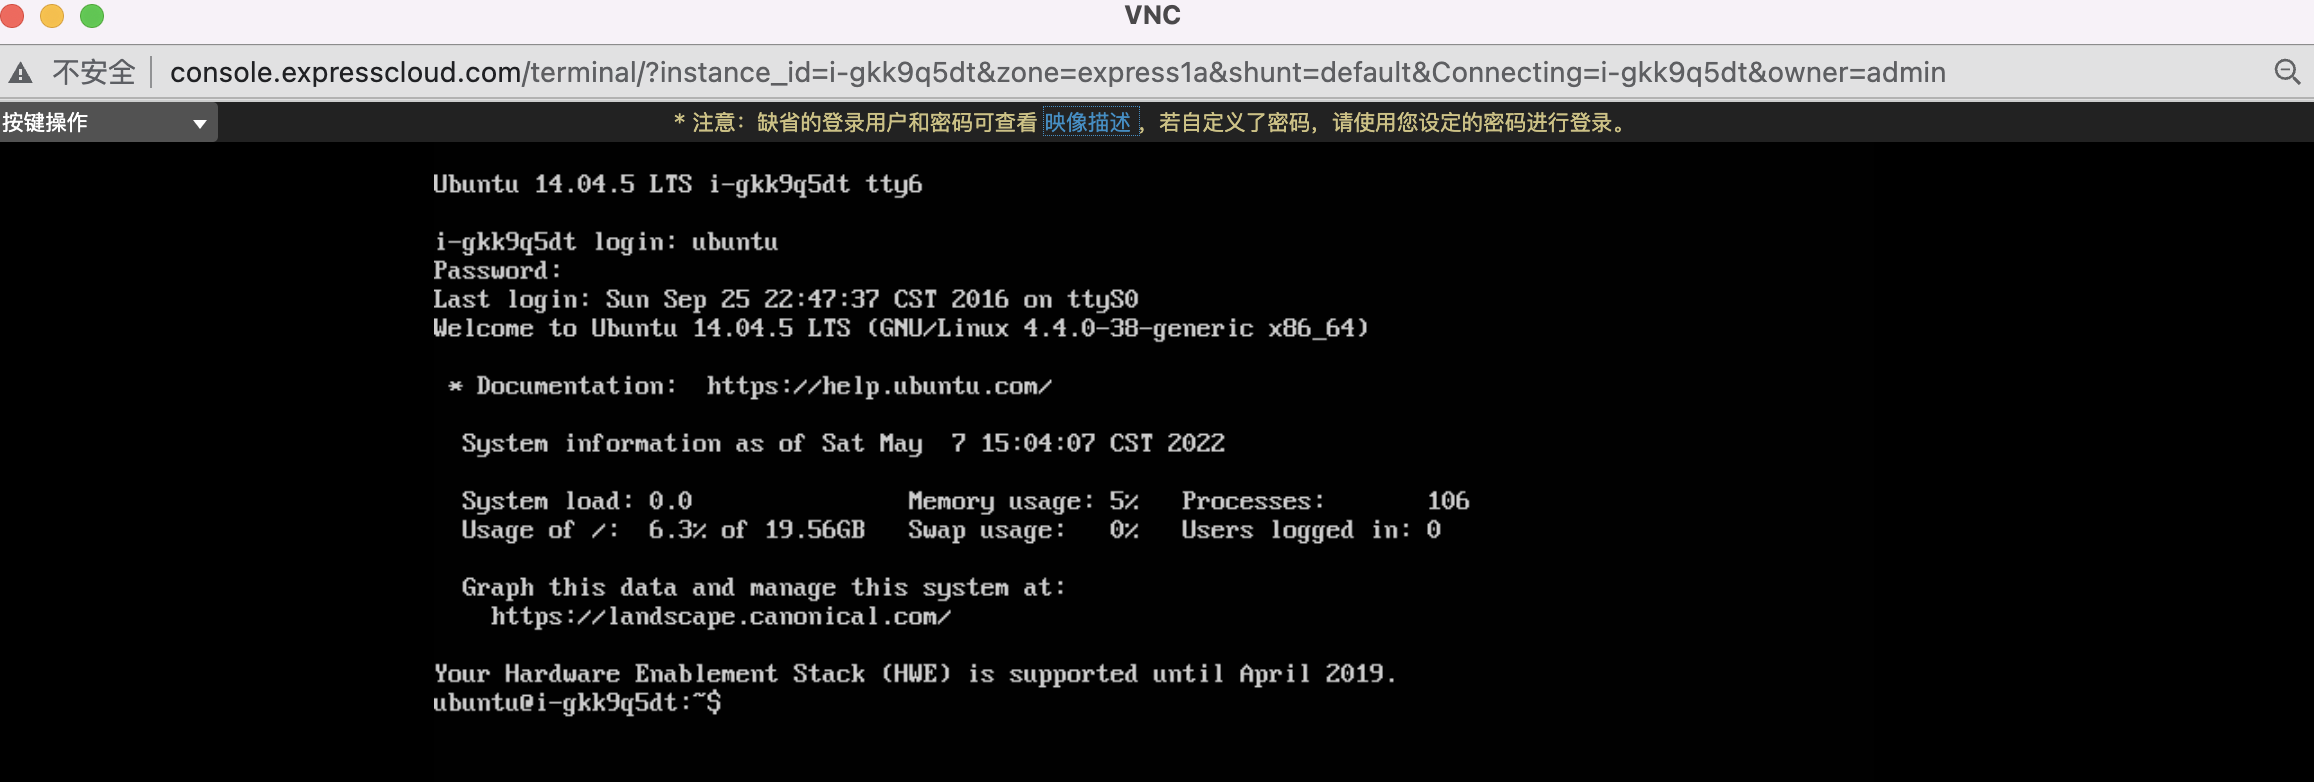 VNC
不安全 console.expresscloud.com/terminal/?instance_id=i-gkk9q5dt&zone=express1a&shunt=default&Connecting=i-gkk9q5dt&owner=admin
按键操作 * 注意：缺省的登录用户和密码可查看 映像描述 ，若自定义了密码，请使用您设定的密码进行登录。
Ubuntu 14.04.5 LTS i-gkk9q5dt tty6
i-gkk9q5dt login: ubuntu
Password:
Last login: Sun Sep 25 22:47:37 CST 2016 on ttyS0
Welcome to Ubuntu 14.04.5 LTS (GNU/Linux 4.4.0-38-generic x86_64)
* Documentation:  https://help.ubuntu.com/
System information as of Sat May  7 15:04:07 CST 2022
System load: 0.0               Memory usage: 5%   Processes:       106
Usage of /:  6.3% of 19.56GB   Swap usage:   0%   Users logged in: 0
Graph this data and manage this system at:
https://landscape.canonical.com/
Your Hardware Enablement Stack (HWE) is supported until April 2019.
ubuntu@i-gkk9q5dt:~$